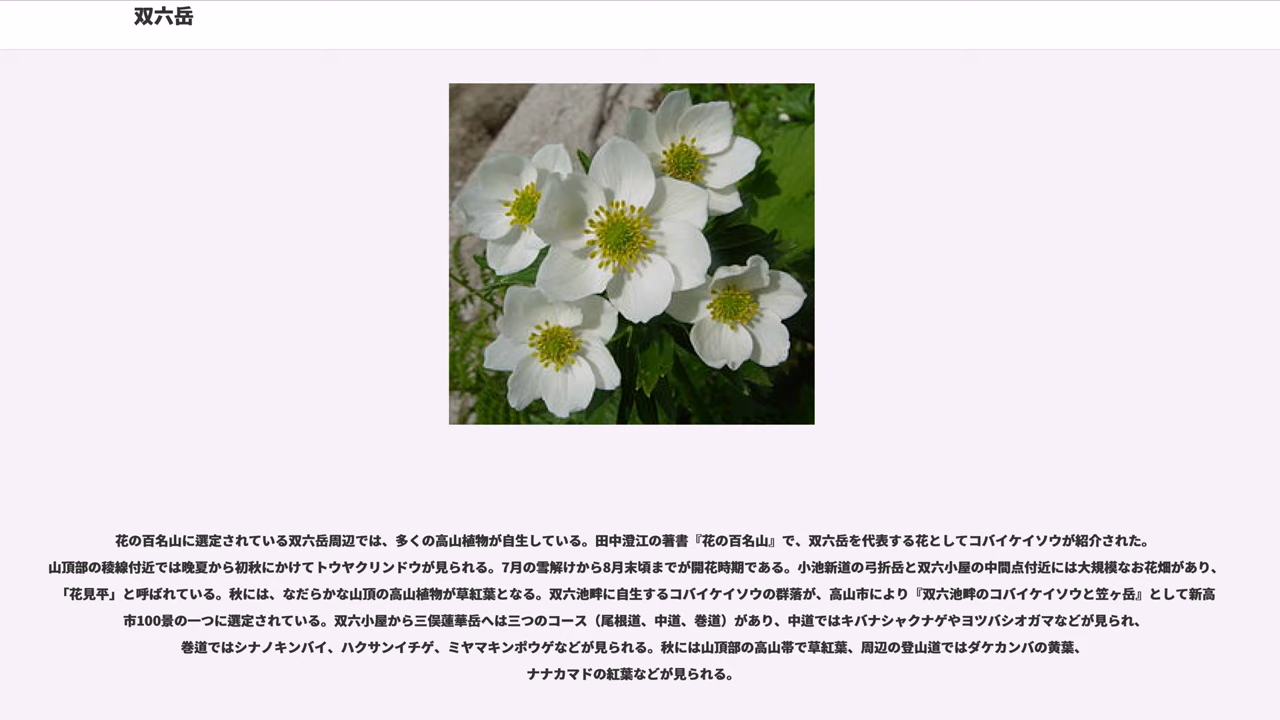 双六岳
花の百名山に選定されている双六岳周辺では、多くの高山植物が自生している。田中澄江の著書『花の百名山』で、双六岳を代表する花としてコバイケイソウが紹介された。
山頂部の稜線付近では晩夏から初秋にかけてトウヤクリンドウが見られる。7月の雪解けから8月末頃までが開花時期である。小池新道の弓折岳と双六小屋の中間点付近には大規模なお花畑があり、
「花見平」と呼ばれている。秋には、なだらかな山頂の高山植物が草紅葉となる。双六池畔に自生するコバイケイソウの群落が、高山市により『双六池畔のコバイケイソウと笠ヶ岳』として新高
市100景の一つに選定されている。双六小屋から三俣蓮華岳へは三つのコース（尾根道、中道、巻道）があり、中道ではキバナシャクナゲやヨツバシオガマなどが見られ、
巻道ではシナノキンバイ、ハクサンイチゲ、ミヤマキンポウゲなどが見られる。秋には山頂部の高山帯で草紅葉、周辺の登山道ではダケカンバの黄葉、
ナナカマドの紅葉などが見られる。